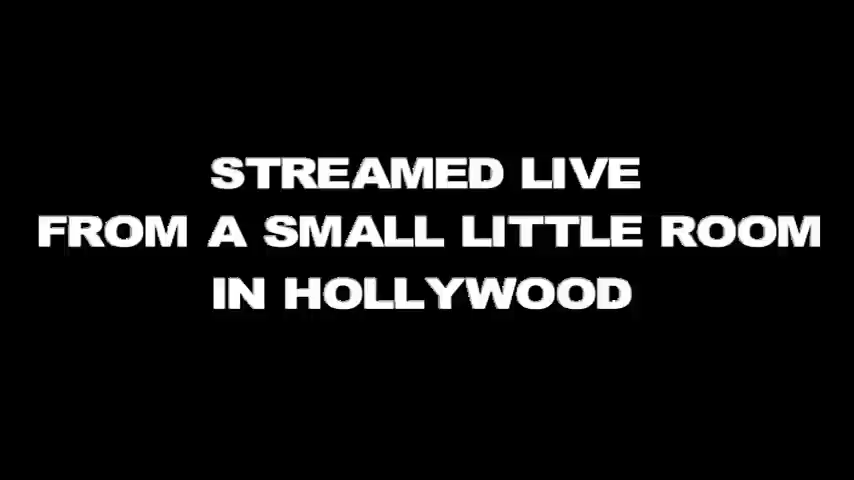 STREAMED LIVE
FROM A SMALL LITTLE ROOM
IN HOLLYWOOD